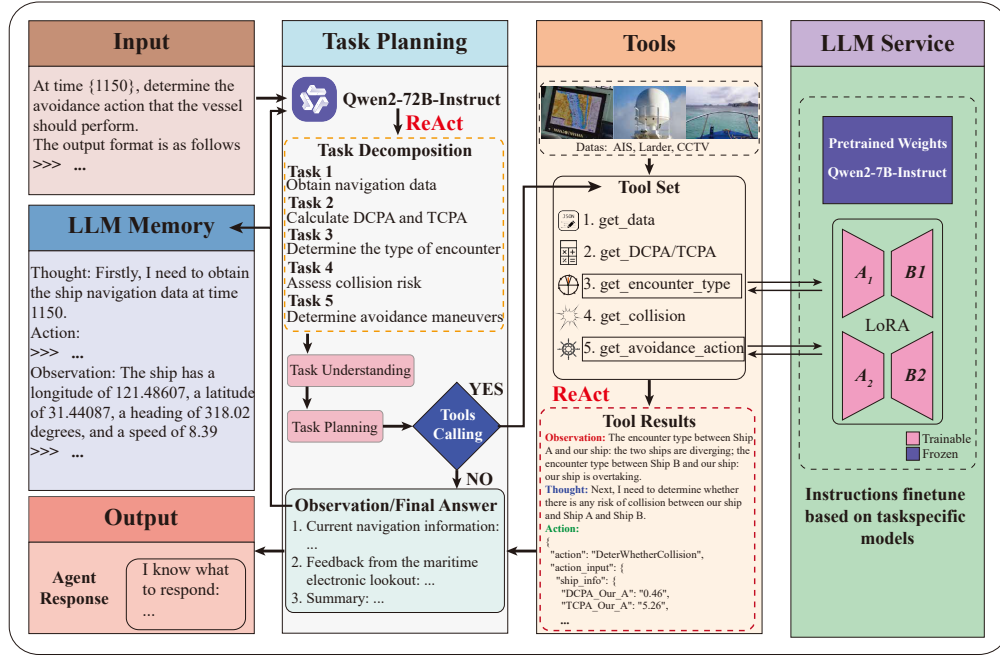 Input
At time {1150}, determine the
avoidance action that the vessel
should perform.
The output format is as follows
>>> ...
LLM Memory
Thought: Firstly, I need to obtain
the ship navigation data at time
1150.
Action:
>>> ...
Observation: The ship has a
longitude of 121.48607, a latitude
of 31.44087, a heading of 318.02
degrees, and a speed of 8.39
>>> ...
Output
Agent
Response
I know what
to respond:
...
Task Planning
Qwen2-72B-Instruct
ReAct
Task Decomposition
Task 1
Obtain navigation data
Task 2
Calculate DCPA and TCPA
Task 3
Determine the type of encounter
Task 4
Assess collision risk
Task 5
Determine avoidance maneuvers
Task Understanding
Task Planning
Tools
Calling
YES
NO
Observation/Final Answer
1. Current navigation information:
...
2. Feedback from the maritime
electronic lookout: ...
3. Summary: ...
Tools
Datas: AIS, Larder, CCTV
Tool Set
JSON
1. get_data
2. get_DCPA/TCPA
3. get_encounter_type
4. get_collision
5. get_avoidance_action
ReAct
Tool Results
Observation: The encounter type between Ship
A and our ship: the two ships are diverging; the
encounter type between Ship B and our ship:
our ship is overtaking.
Thought: Next, I need to determine whether
there is any risk of collision between our ship
and Ship A and Ship B.
Action:
{
"action": "DeterWhetherCollision",
"action_input": {
"ship_info": {
"DCPA_Our_A": "0.46",
"TCPA_Our_A": "5.26",
...
LLM Service
Pretrained Weights
Qwen2-7B-Instruct
A1 B1
LoRA
A2 B2
Trainable
Frozen
Instructions finetune
based on taskspecific
models